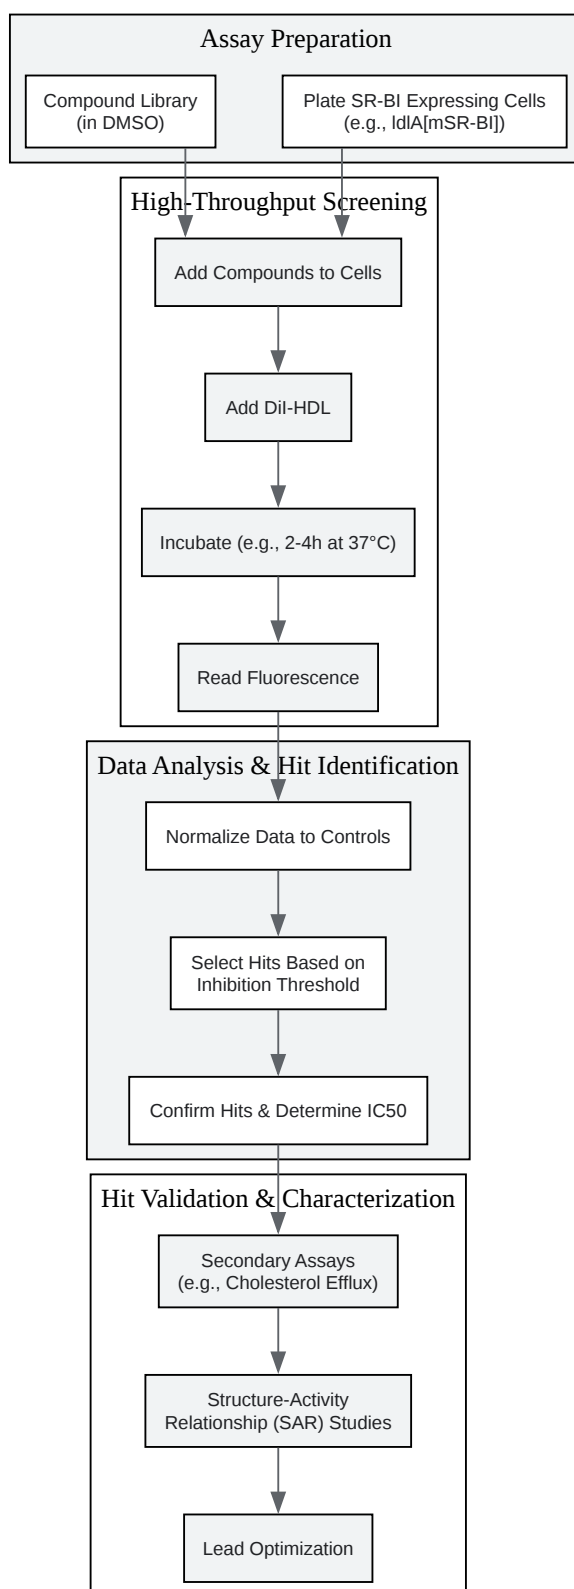 Assay Preparation
Compound Library
(in DMSO)
Plate SR-BI Expressing Cells
(e.g., ldlA[mSR-BI])
High-Throughput Screening
Add Compounds to Cells
Add DiI-HDL
Incubate (e.g., 2-4h at 37°C)
Read Fluorescence
Data Analysis & Hit Identification
Normalize Data to Controls
Select Hits Based on
Inhibition Threshold
Confirm Hits & Determine IC50
Hit Validation & Characterization
Secondary Assays
(e.g., Cholesterol Efflux)
Structure-Activity
Relationship (SAR) Studies
Lead Optimization